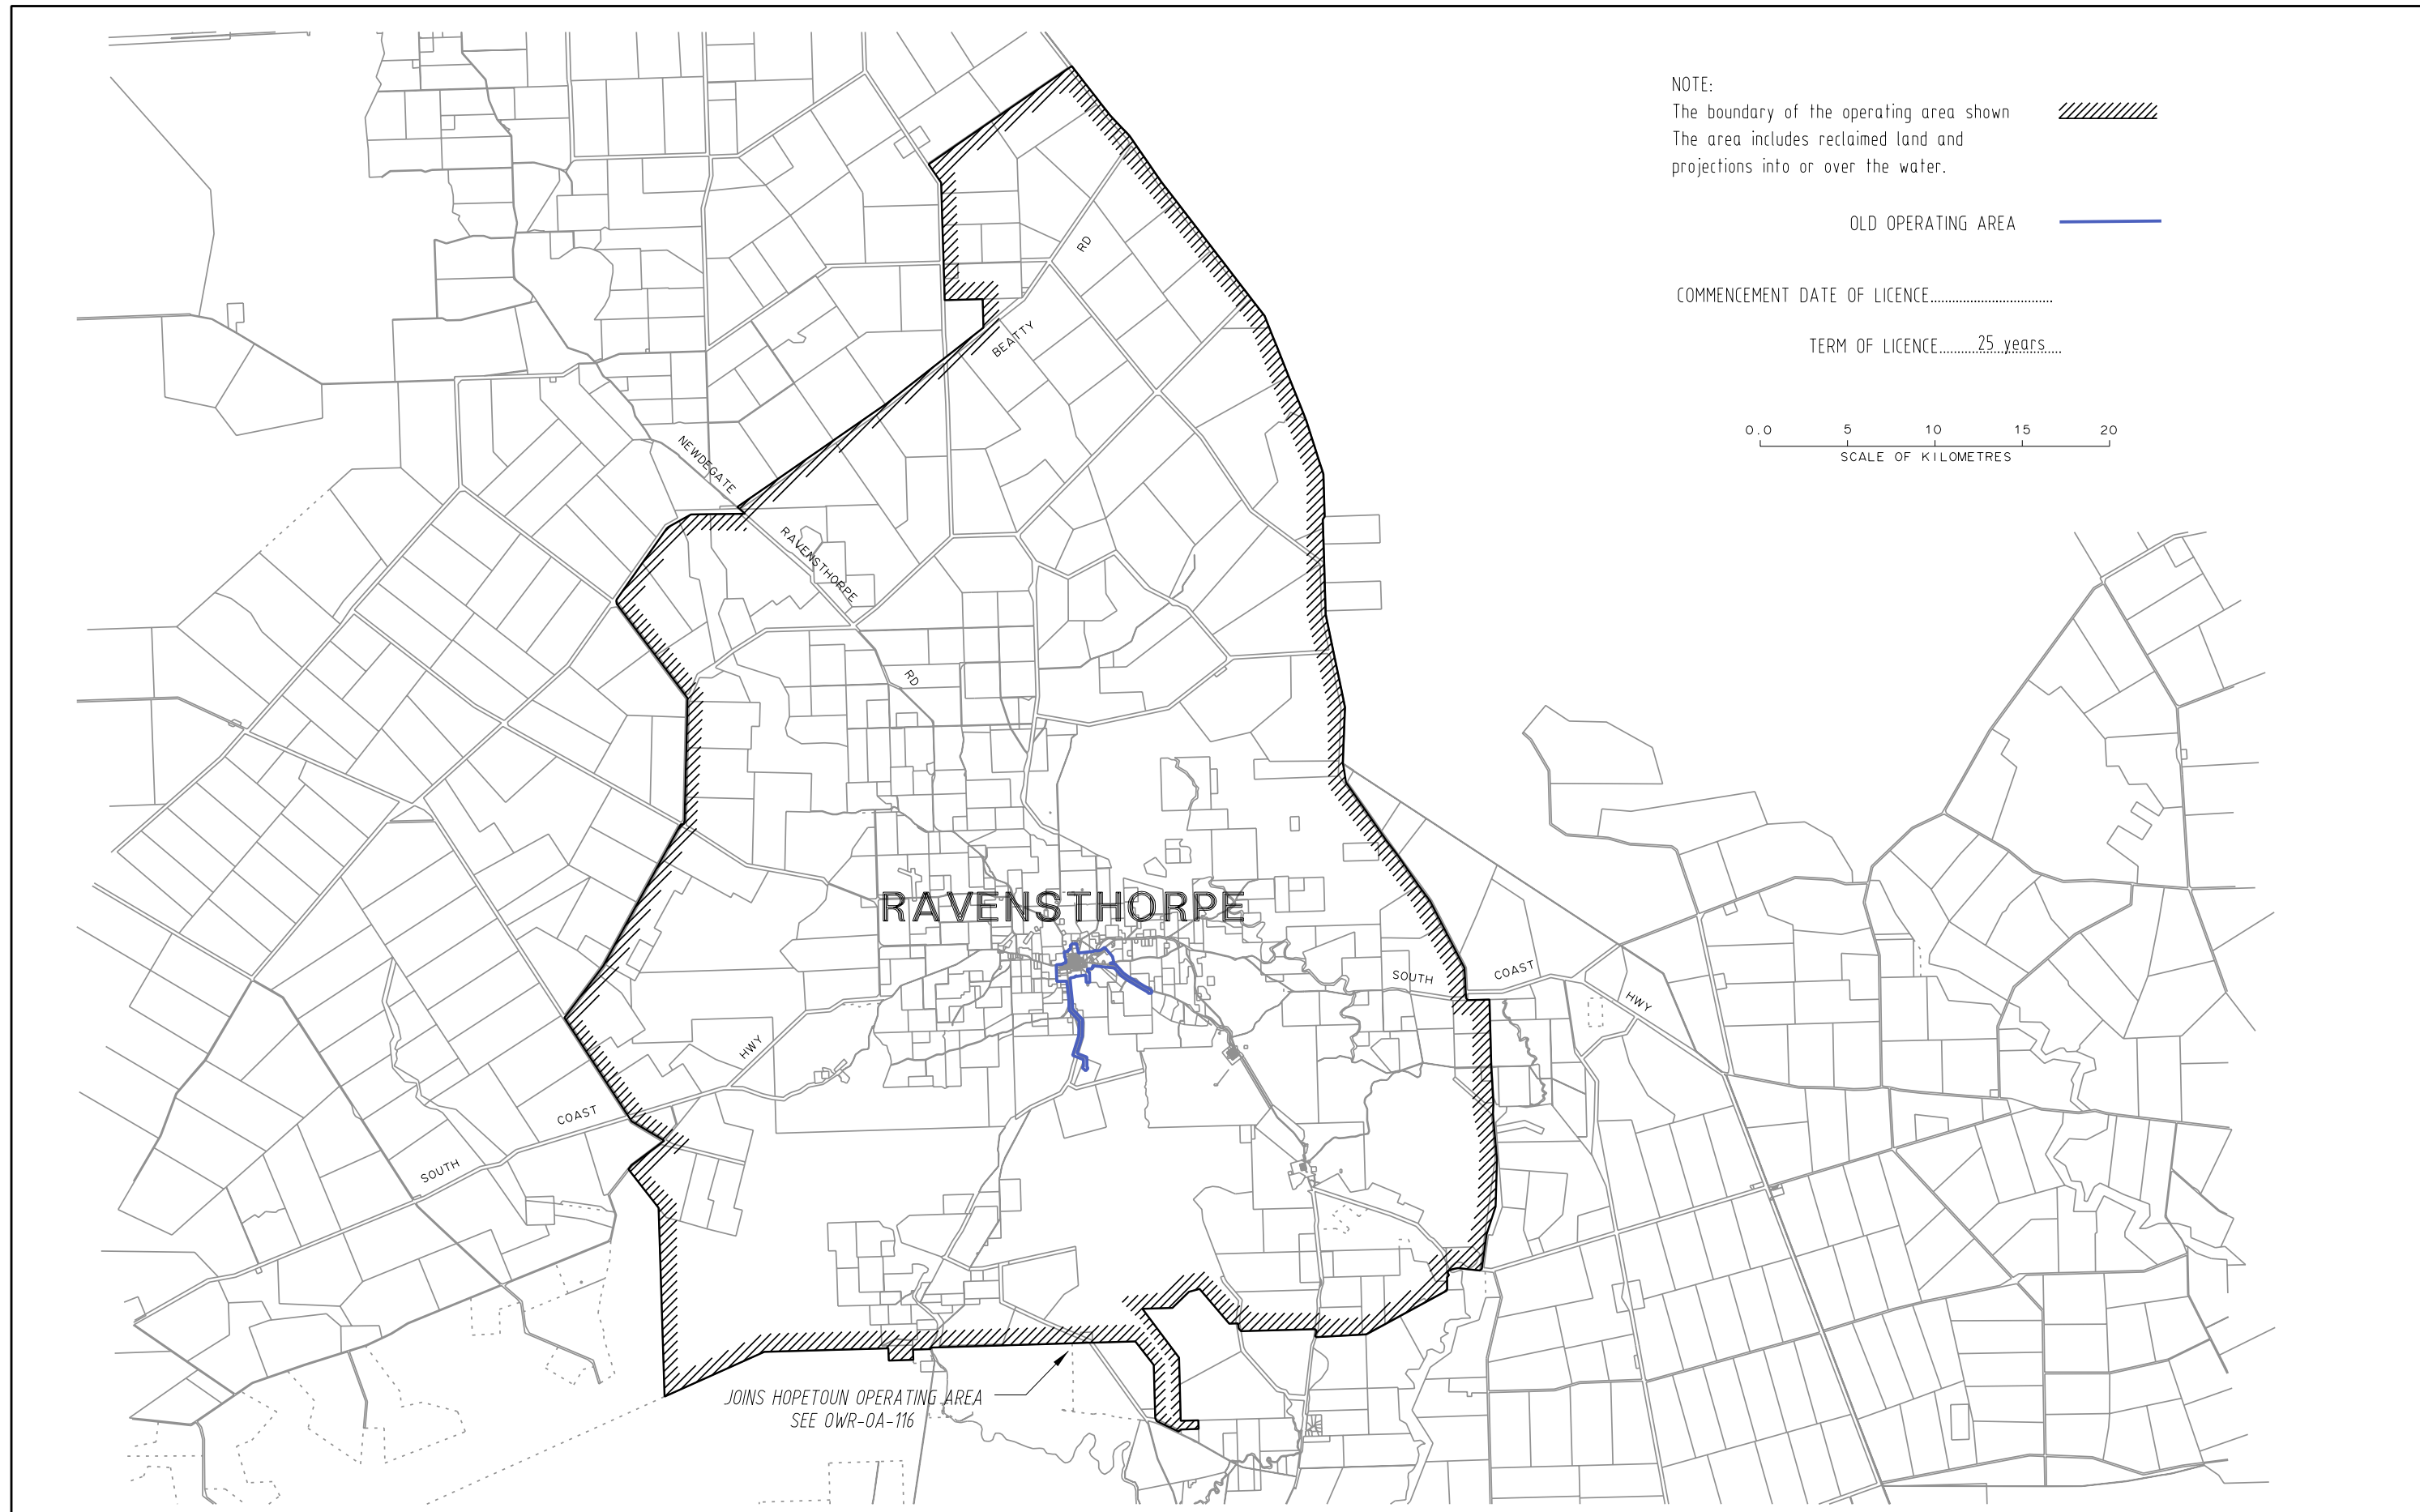 NOTE:
The boundary of the operating area shown
The area includes reclaimed land and
projections into or over the water.
OLD OPERATING AREA
COMMENCEMENT DATE OF LICENCE..................................
TERM OF LICENCE...........25 years.....
0.0 5 10 15 20
SCALE OF KILOMETRES
RD
BEATTY
NEWDEGATE
RAVENSTHORPE
RD
RAVENSTHORPE
SOUTH
COAST
HWY
HWY
COAST
SOUTH
JOINS HOPETOUN OPERATING AREA
SEE OWR-OA-116